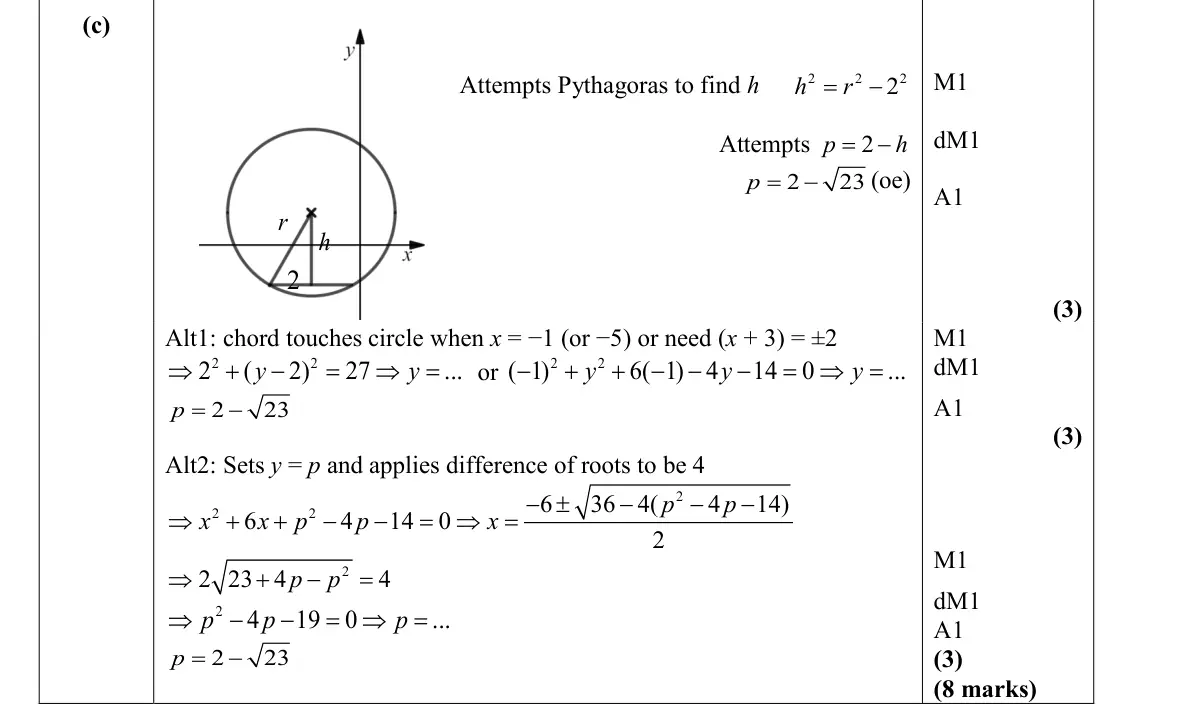 (c)
y
Attempts Pythagoras to find h h² = r² − 2² M1
Attempts p = 2 − h dM1
p = 2 − √23 (oe) A1
r
h
x
2
(3)
Alt1: chord touches circle when x = −1 (or −5) or need (x + 3) = ±2 M1
⇒ 2² + (y − 2)² = 27 ⇒ y = ... or (−1)² + y² + 6(−1) − 4y − 14 = 0 ⇒ y = ... dM1
p = 2 − √23 A1
(3)
Alt2: Sets y = p and applies difference of roots to be 4
⇒ x² + 6x + p² − 4p − 14 = 0 ⇒ x = (−6 ± √(36 − 4(p² − 4p − 14)))/2
⇒ 2√(23 + 4p − p²) = 4 M1
⇒ p² − 4p − 19 = 0 ⇒ p = ... dM1
p = 2 − √23 A1
(3)
(8 marks)